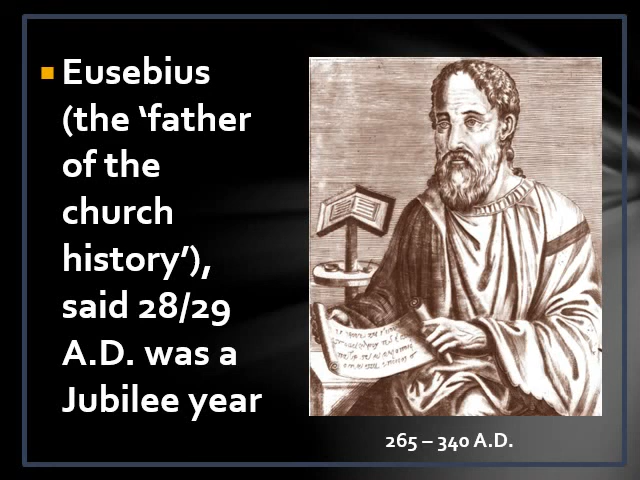 Eusebius
(the ‘father
of the
church
history’),
said 28/29
A.D. was a
Jubilee year
265 – 340 A.D.